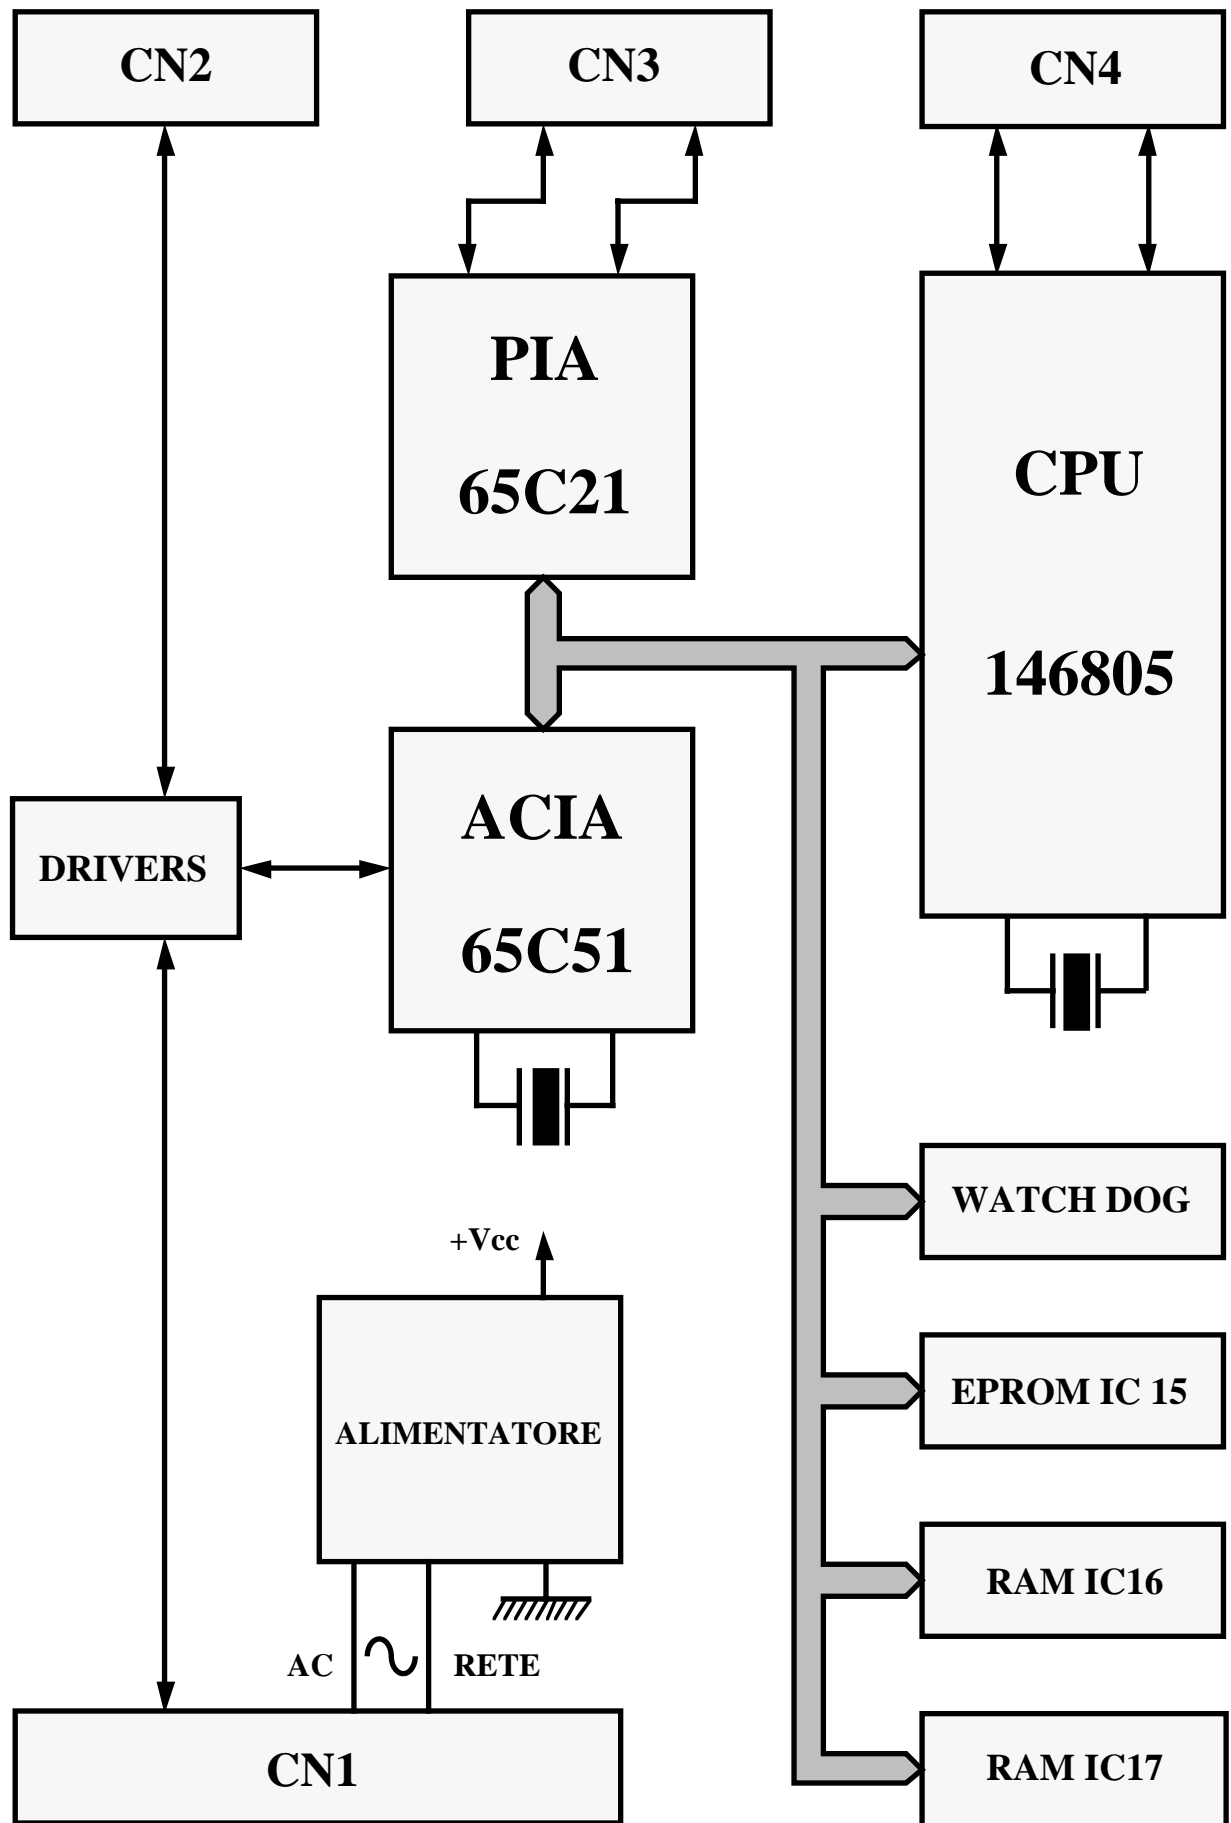 CN2
CN3
CN4
PIA
65C21
CPU
146805
ACIA
65C51
DRIVERS
WATCH DOG
+Vcc
EPROM IC 15
ALIMENTATORE
RAM IC16
AC
RETE
CN1
RAM IC17